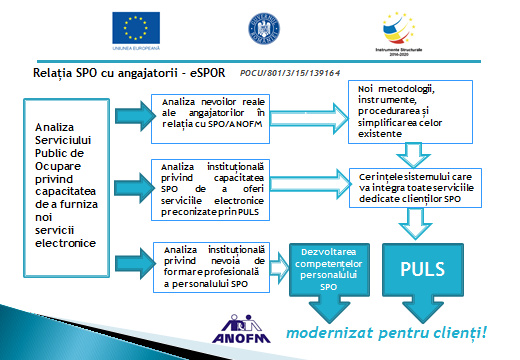 UNIUNEA EUROPEANĂ
Instrumente Structurale
2014-2020
Relația SPO cu angajatorii - eSPOR
POCU/801/3/15/139164
Analiza
Serviciului
Public de
Ocupare
privind
capacitatea
de a furniza
noi
servicii
electronice
Analiza nevoilor reale
ale angajatorilor în
relația cu SPO/ANOFM
Noi metodologii,
instrumente,
procedurarea și
simplificarea celor
existente
Analiza instituțională
privind capacitatea
SPO de a oferi
serviciile electronice
preconizate prin PULS
Cerințele sistemului care
va integra toate serviciile
dedicate clienților SPO
Analiza instituțională
privind nevoia de
formare profesională
a personalului SPO
Dezvoltarea
competențelor
personalului
SPO
PULS
ANOFM
modernizat pentru clienți!